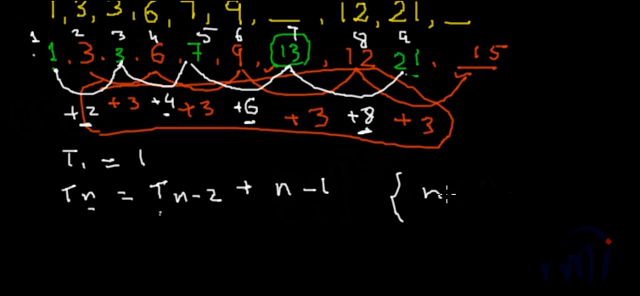 1,3,3,6,7,9, __ ,12,21, _
1. 2 3 4 5 6 7 8 9
1.3.3.6.7.9.13,.12.21. 15
+2 +3 +4 +3 +6 +3 +8 +3
T1 = 1
Tn = Tn-2 + n-1 { n